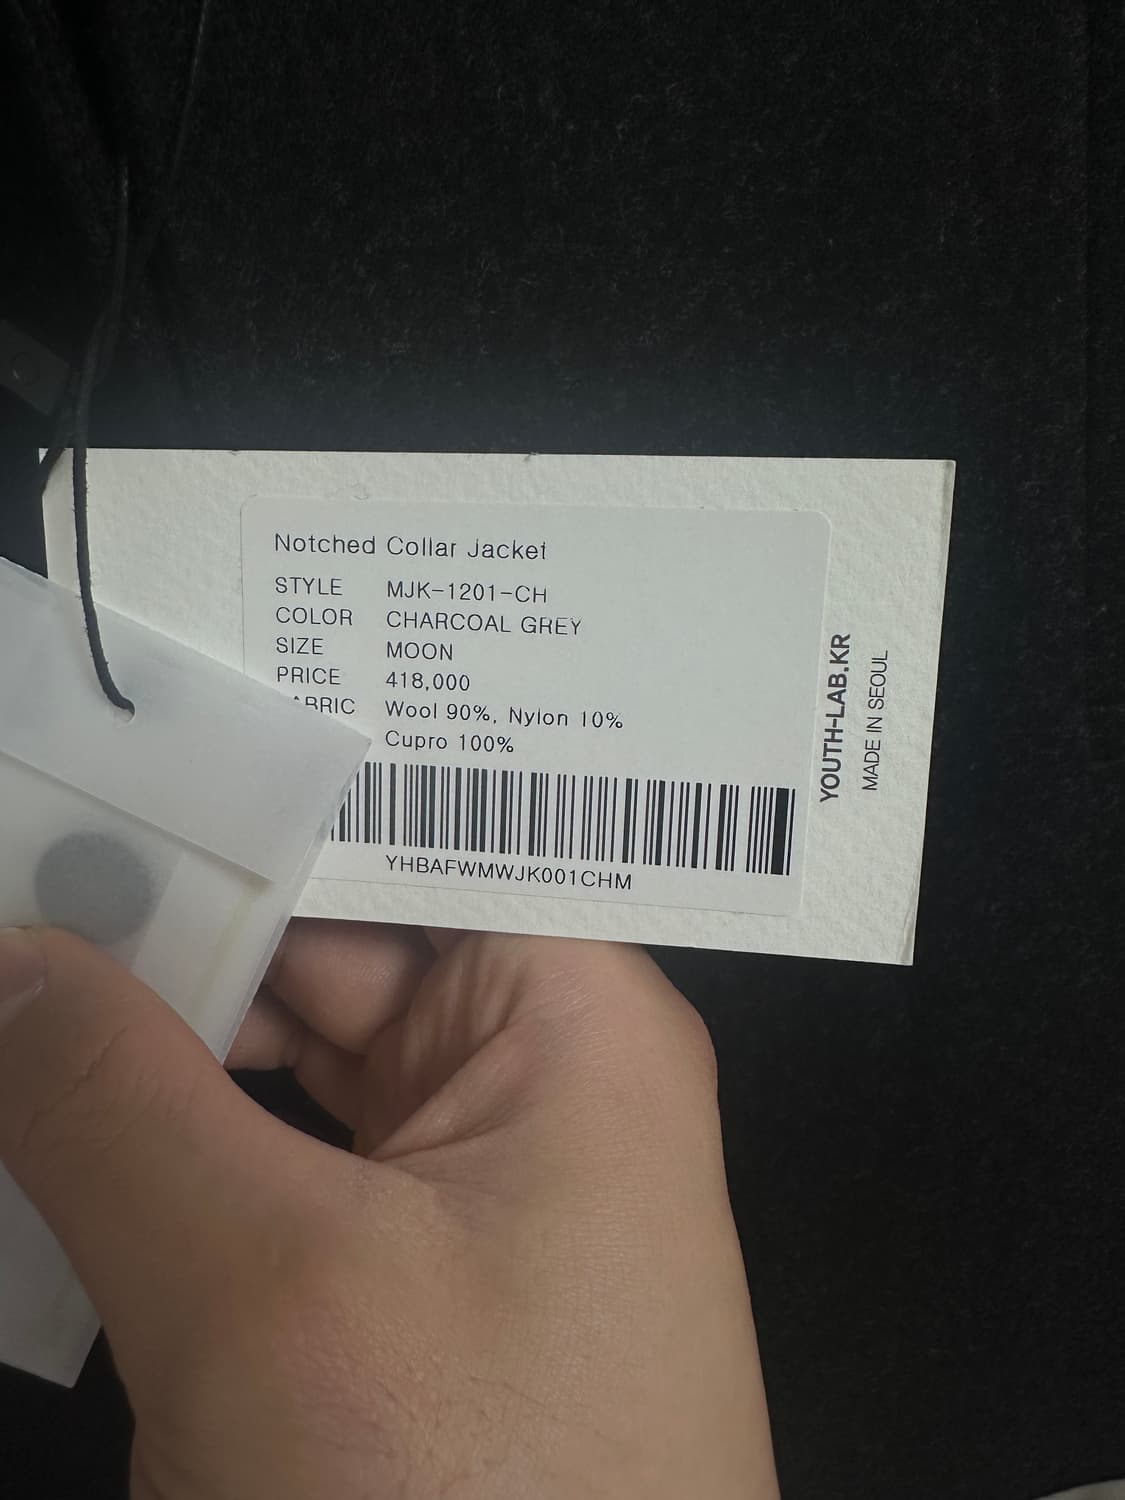 Notched Collar Jacket
STYLE MJK-1201-CH
COLOR CHARCOAL GREY
SIZE MOON
PRICE 418,000
Wool 90%, Nylon 10%
Cupro 100%
YHBAFWMWJK001CHM
YOUTH-LAB.KR
MADE IN SEOUL